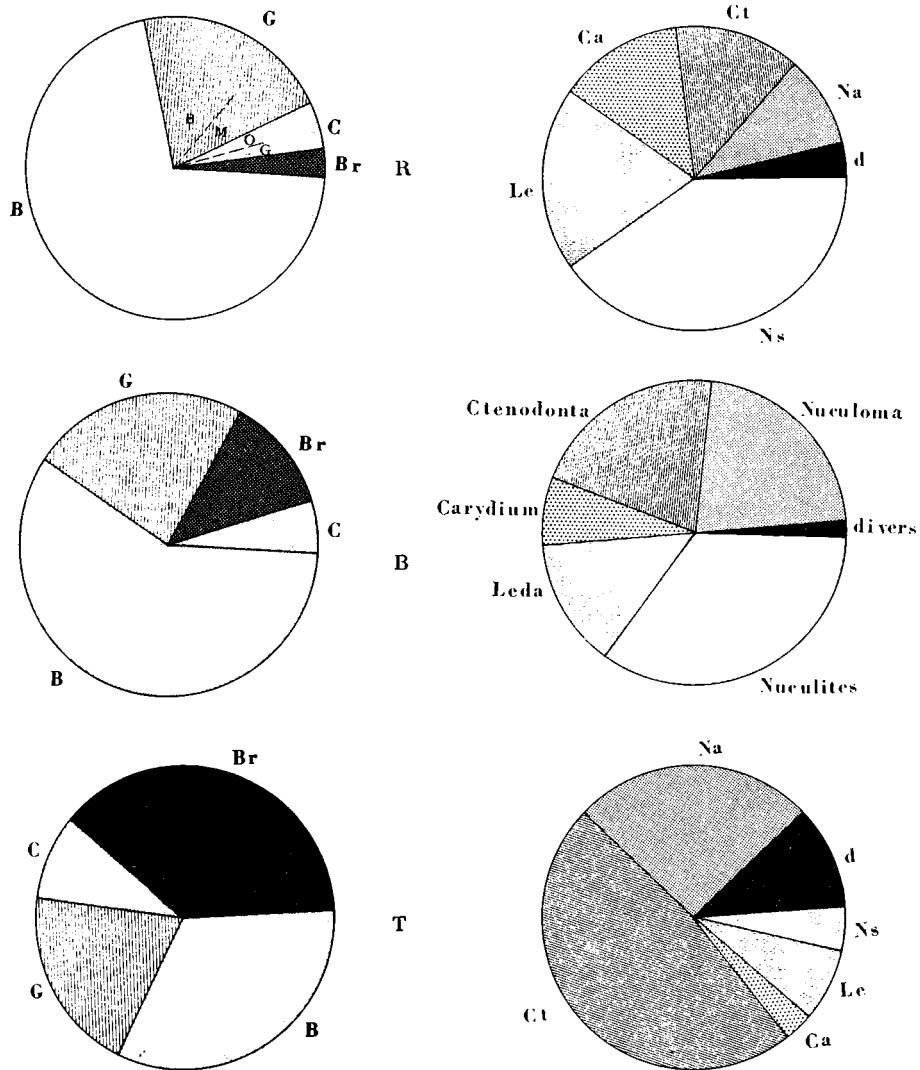 G
B
M
O
G
C
Br
B
R
Ct
Ca
Na
d
Le
Ns
G
Br
C
B
B
Ctenodonta
Nuculoma
Carydium
divers
Leda
Nuculites
Br
C
G
B
T
Na
d
Ns
Le
Ca
Ct